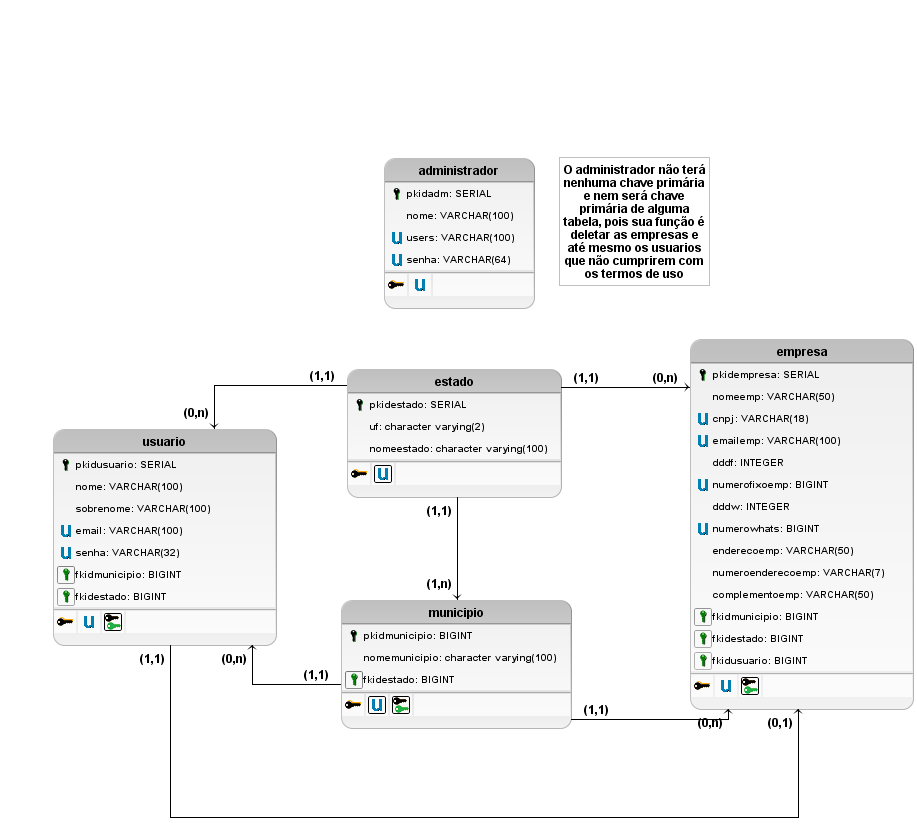 administrador
pkidadm: SERIAL
nome: VARCHAR(100)
U users: VARCHAR(100)
U senha: VARCHAR(64)
U
O administrador não terá
nenhuma chave primária
e nem será chave
primária de alguma
tabela, pois sua função é
deletar as empresas e
até mesmo os usuarios
que não cumprirem com
os termos de uso
(1,1)
(0,n)
(1,1)
(0,n)
estado
pkidestado: SERIAL
uf: character varying(2)
nomeestado: character varying(100)
U
(1,1)
(1,n)
usuario
pkidusuario: SERIAL
nome: VARCHAR(100)
sobrenome: VARCHAR(100)
U email: VARCHAR(100)
U senha: VARCHAR(32)
fkidmunicipio: BIGINT
fkidestado: BIGINT
U
(1,1)
(0,n)
(1,1)
municipio
pkidmunicipio: BIGINT
nomemunicipio: character varying(100)
fkidestado: BIGINT
U
(1,1)
(0,n)
(0,1)
empresa
pkidempresa: SERIAL
nomeemp: VARCHAR(50)
U cnpj: VARCHAR(18)
U emailemp: VARCHAR(100)
dddf: INTEGER
U numerofixoemp: BIGINT
dddw: INTEGER
U numerowhats: BIGINT
enderecoemp: VARCHAR(50)
numeroenderecoemp: VARCHAR(7)
complementoemp: VARCHAR(50)
fkidmunicipio: BIGINT
fkidestado: BIGINT
fkidusuario: BIGINT
U